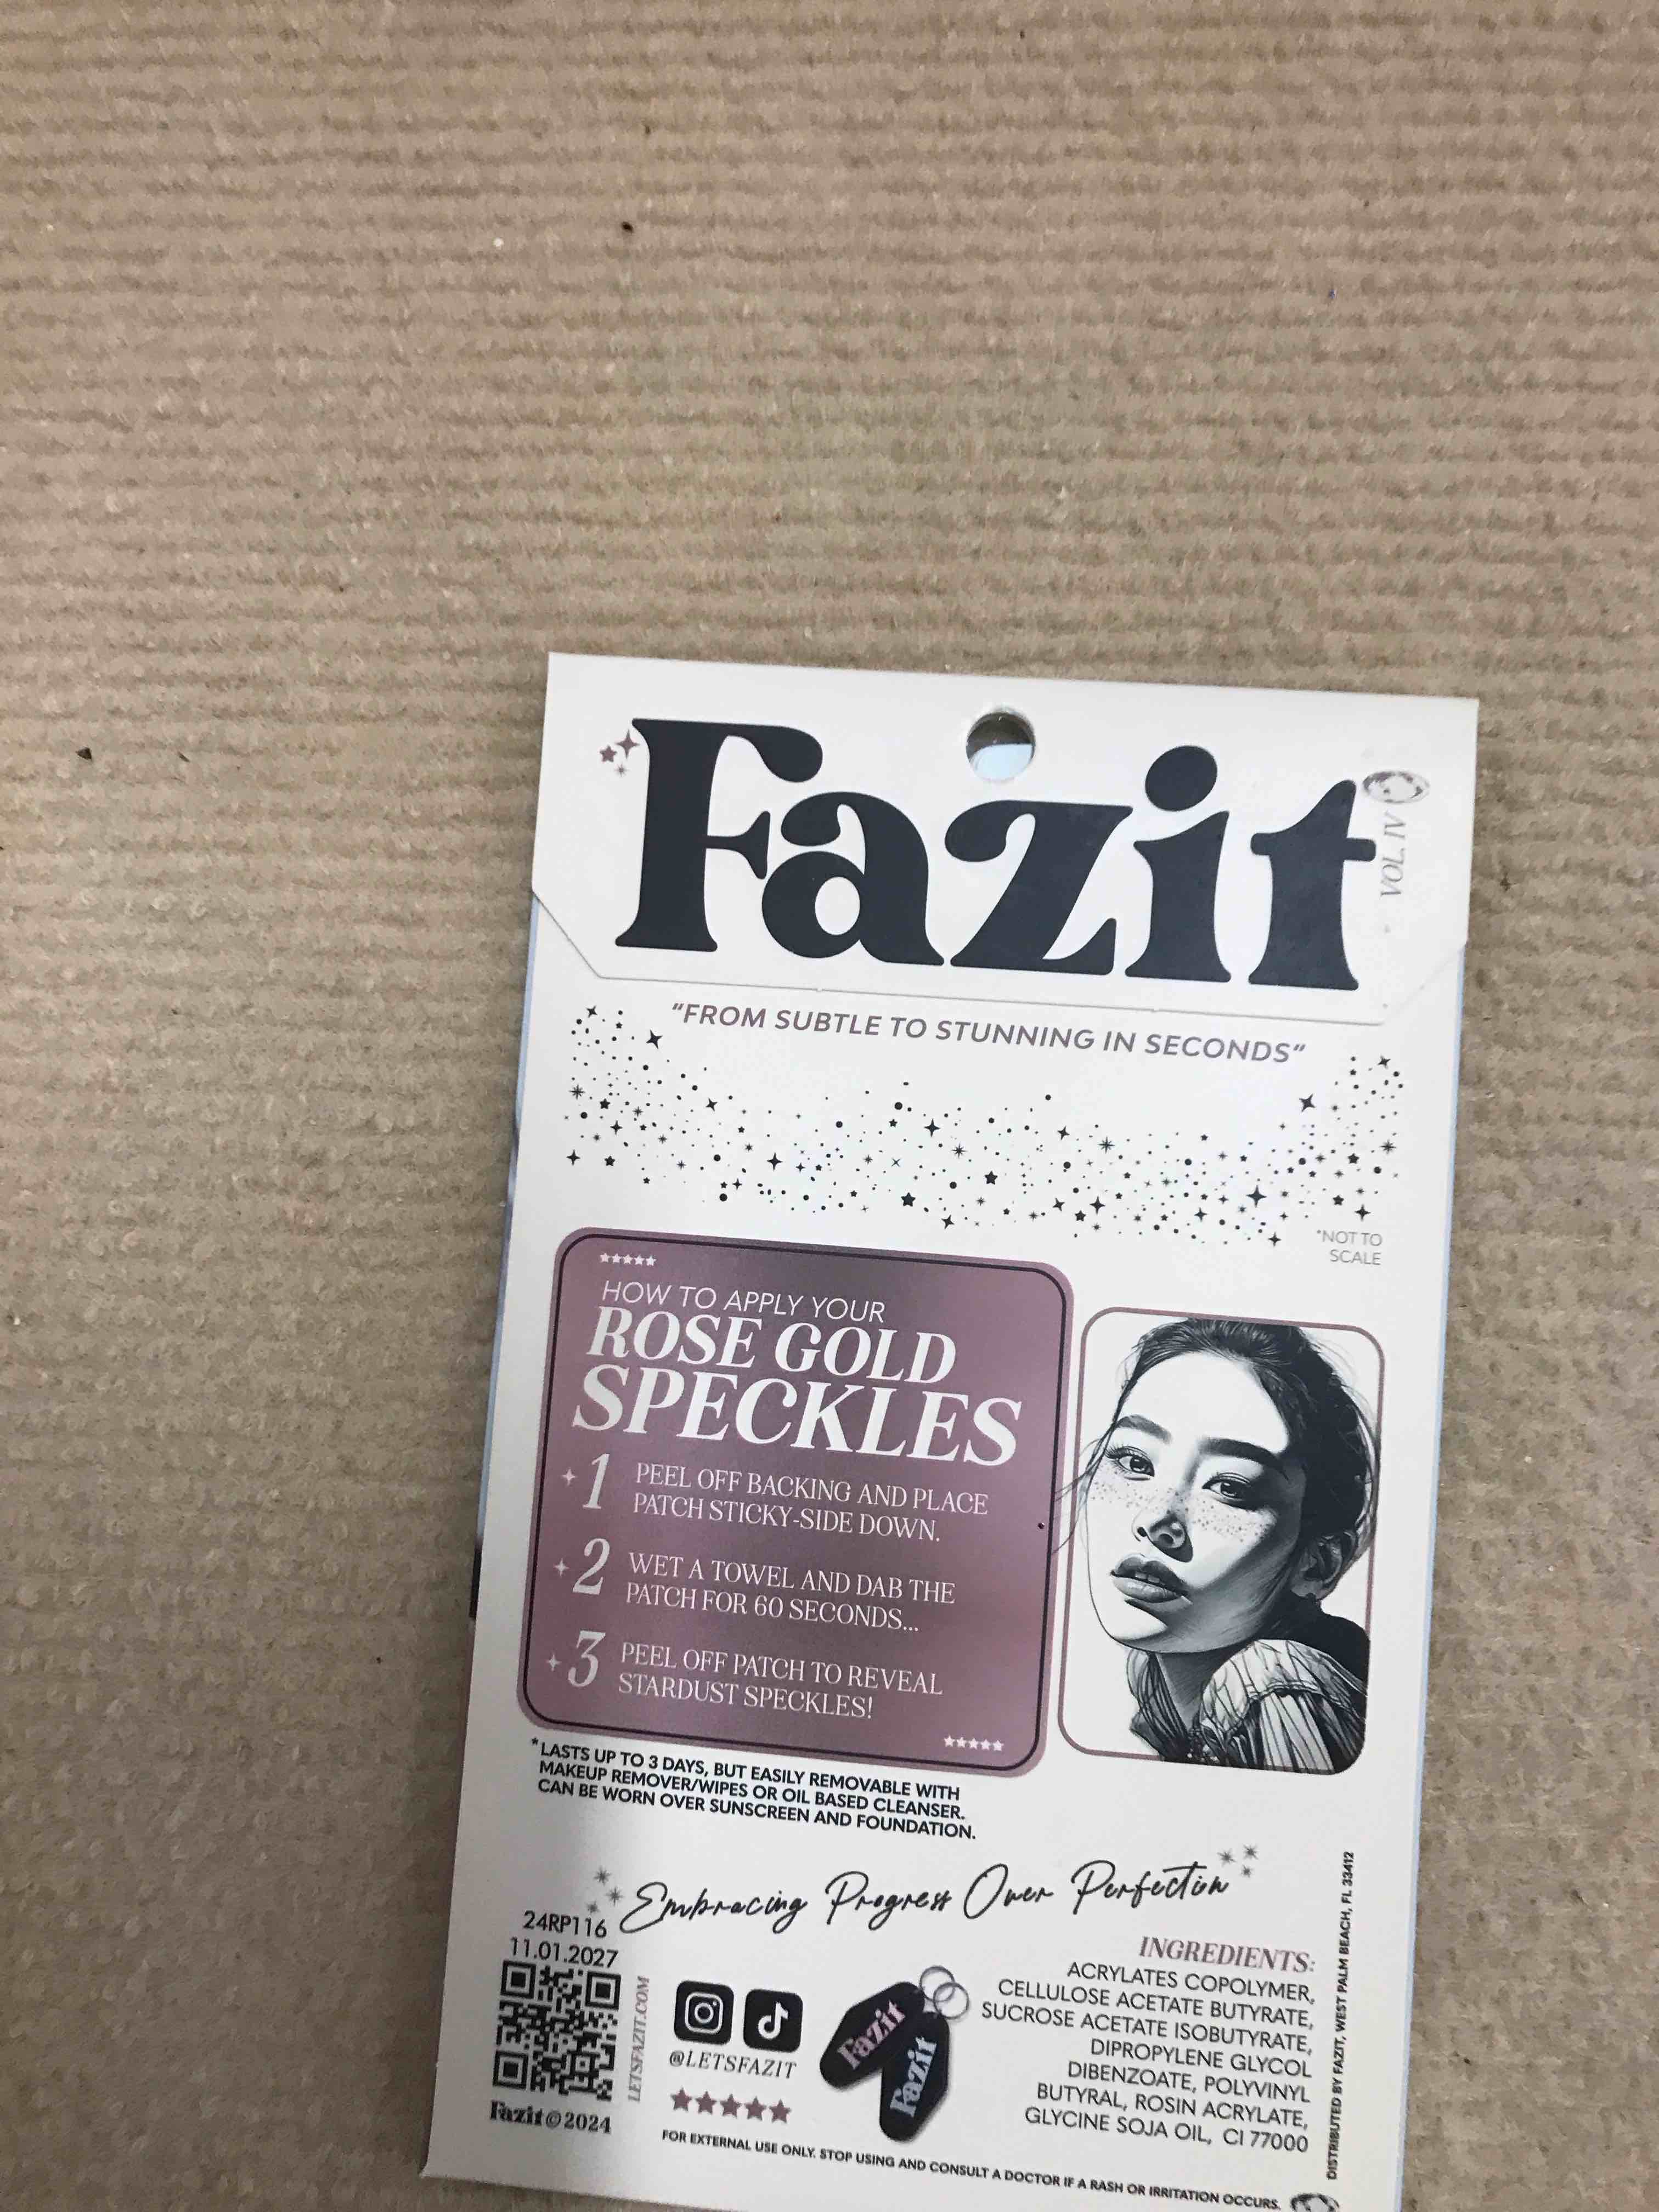 Fazit
VOL. IV
"FROM SUBTLE TO STUNNING IN SECONDS"
*NOT TO
SCALE
HOW TO APPLY YOUR
ROSE GOLD
SPECKLES
1 PEEL OFF BACKING AND PLACE
PATCH STICKY-SIDE DOWN.
2 WET A TOWEL AND DAB THE
PATCH FOR 60 SECONDS...
3 PEEL OFF PATCH TO REVEAL
STARDUST SPECKLES!
*LASTS UP TO 3 DAYS, BUT EASILY REMOVABLE WITH
MAKEUP REMOVER/WIPES OR OIL BASED CLEANSER.
CAN BE WORN OVER SUNSCREEN AND FOUNDATION.
Embracing Progress Over Perfection
24RP116
11.01.2027
LETSFAZIT.COM
Fazit©2024
@LETSFAZIT
Fazit
Fazit
INGREDIENTS:
ACRYLATES COPOLYMER,
CELLULOSE ACETATE BUTYRATE,
SUCROSE ACETATE ISOBUTYRATE,
DIPROPYLENE GLYCOL
DIBENZOATE, POLYVINYL
BUTYRAL, ROSIN ACRYLATE,
GLYCINE SOJA OIL, CI 77000
DISTRIBUTED BY FAZIT, WEST PALM BEACH, FL 33412
FOR EXTERNAL USE ONLY. STOP USING AND CONSULT A DOCTOR IF A RASH OR IRRITATION OCCURS.